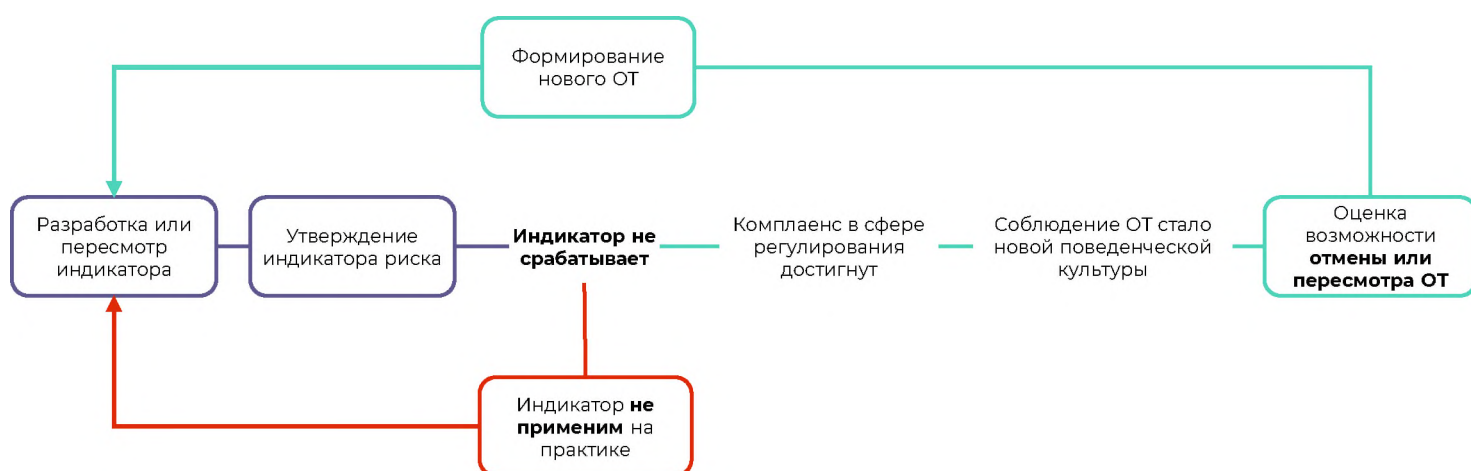 Формирование
нового ОТ
Разработка или
пересмотр
индикатора
Утверждение
индикатора риска
Индикатор не
срабатывает
Комплаенс в сфере
регулирования
достигнут
Соблюдение ОТ стало
новой поведенческой
культуры
Оценка
возможности
отмены или
пересмотра ОТ
Индикатор не
применим на
практике